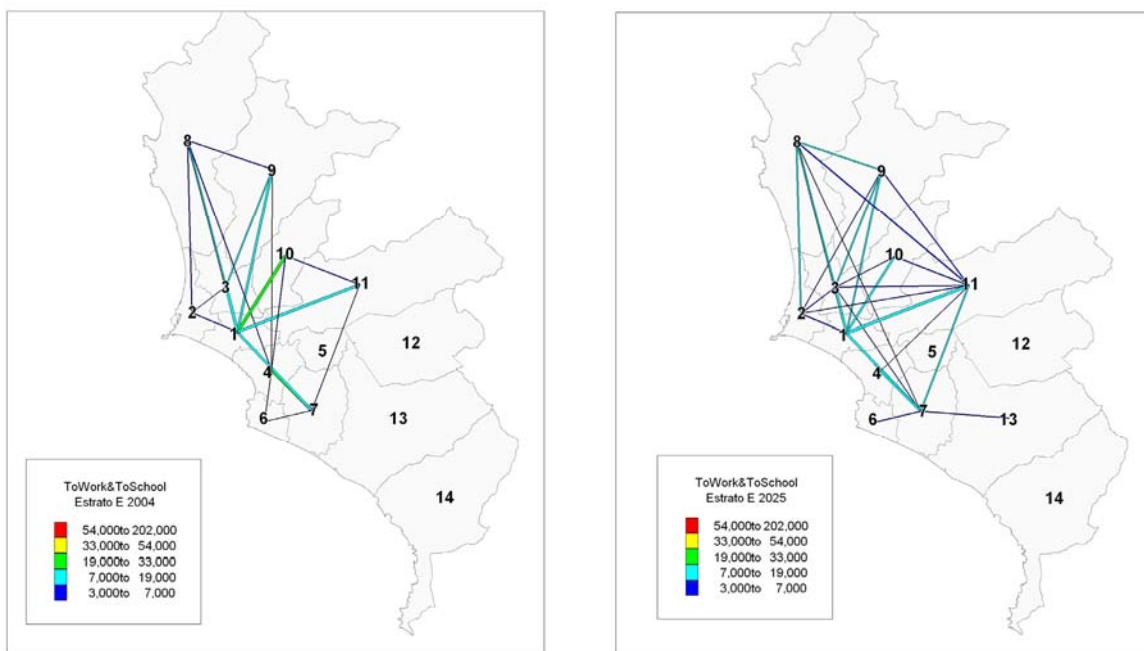 8
9
10
3
11
2
1
5
12
4
6
7
13
14
ToWork&ToSchool
Estrato E 2004
54,000to 202,000
33,000to 54,000
19,000to 33,000
7,000to 19,000
3,000to 7,000
8
9
10
3
11
2
1
5
12
4
6
7
13
14
ToWork&ToSchool
Estrato E 2025
54,000to 202,000
33,000to 54,000
19,000to 33,000
7,000to 19,000
3,000to 7,000